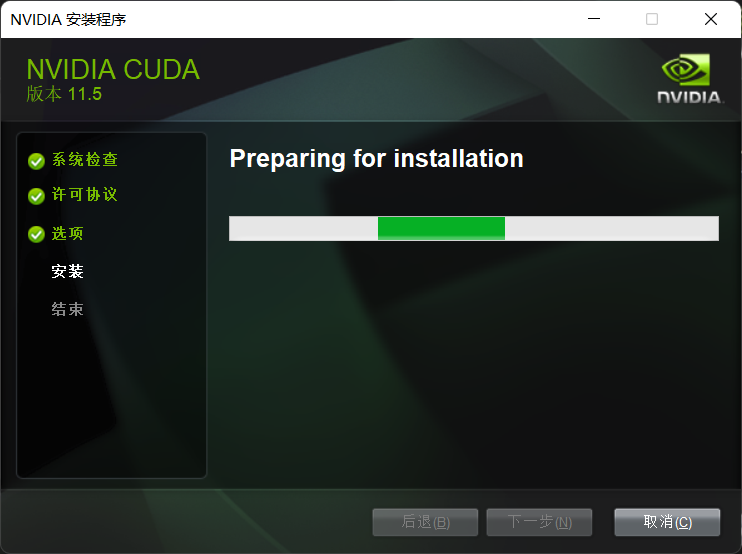 NVIDIA 安装程序
NVIDIA CUDA
版本 11.5
NVIDIA.
系统检查
许可协议
选项
安装
结束
Preparing for installation
后退(B)
下一步(N)
取消(C)